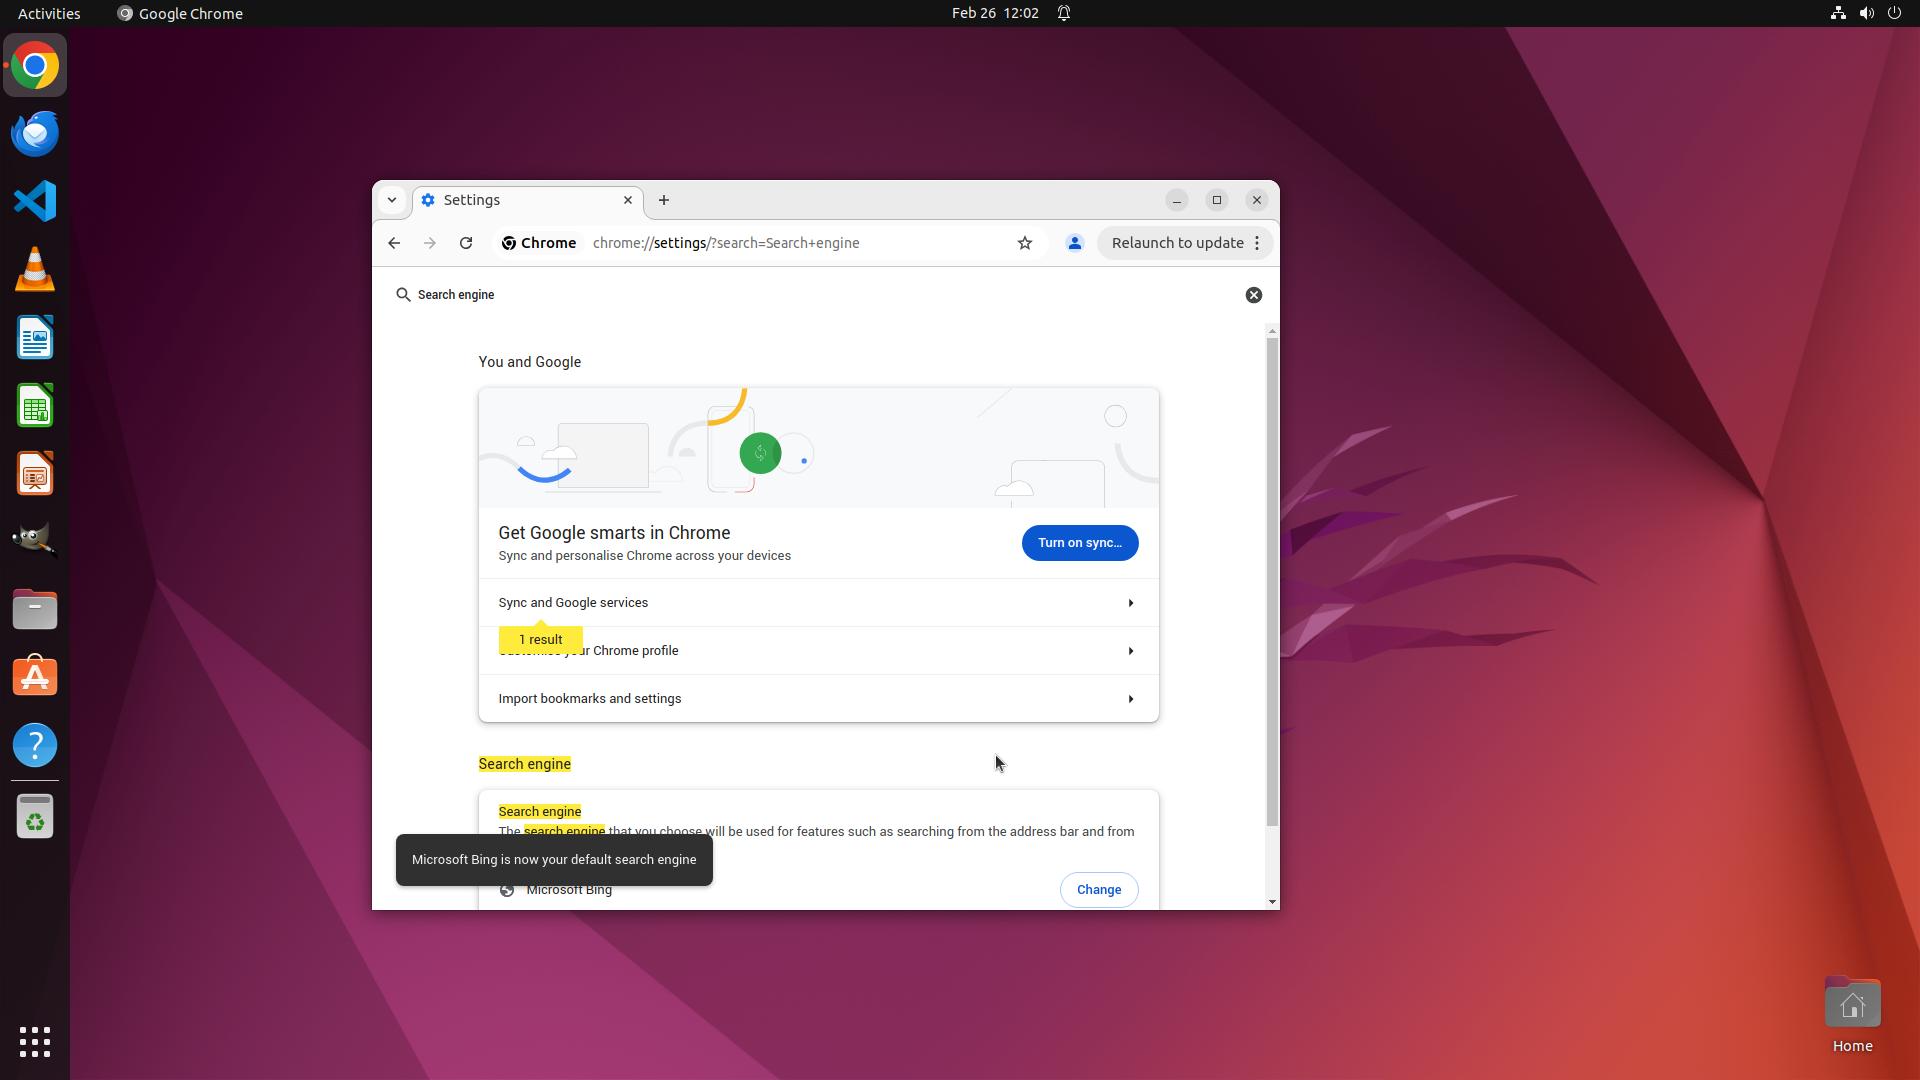 Activities
Google Chrome
Feb 26 12:02
Settings
Chrome
chrome://settings/?search=Search+engine
Relaunch to update
Search engine
You and Google
Get Google smarts in Chrome
Sync and personalise Chrome across your devices
Turn on sync...
Sync and Google services
1 result
Chrome profile
Import bookmarks and settings
Search engine
Search engine
The search engine that you choose will be used for features such as searching from the address bar and from
Microsoft Bing is now your default search engine
Microsoft Bing
Change
Home